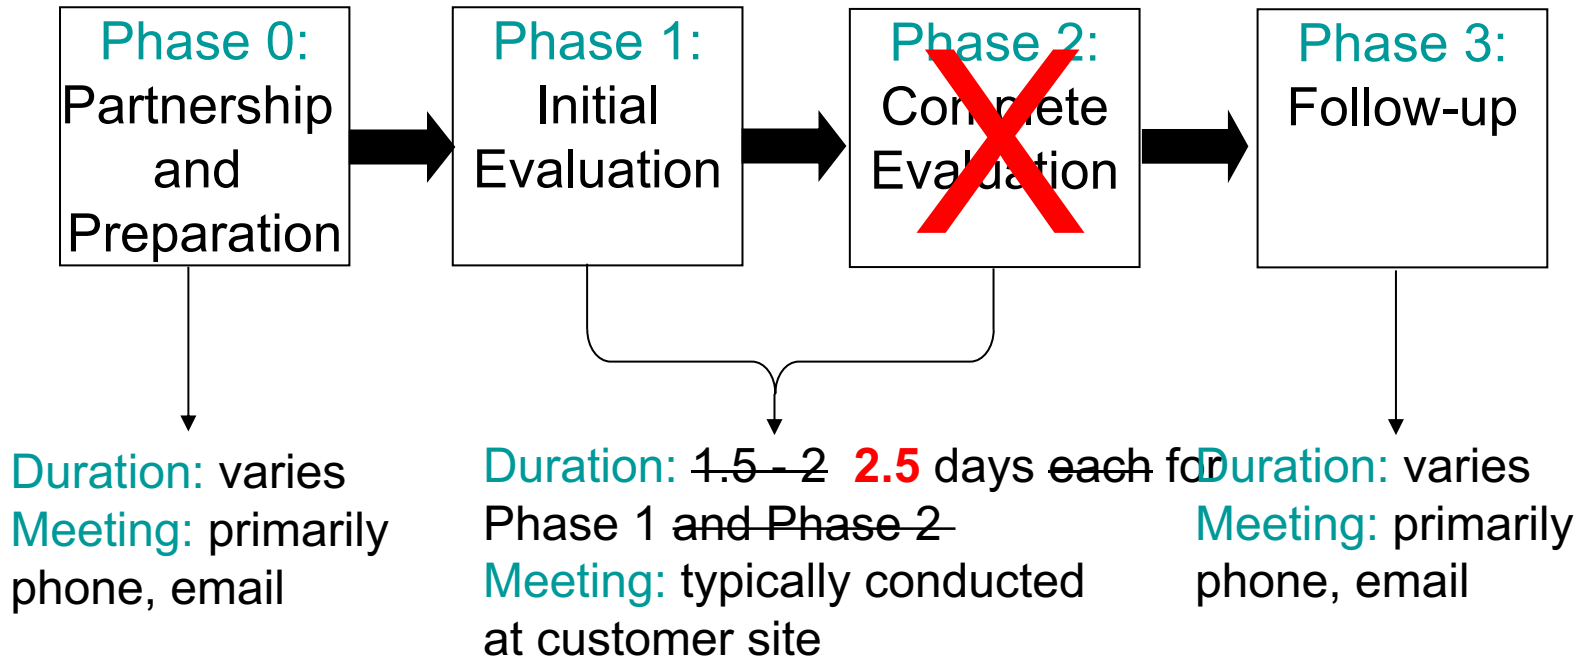 Phase 0:
Partnership
and
Preparation
Phase 1:
Initial
Evaluation
Phase 2:
Complete
Evaluation
Phase 3:
Follow-up
Duration: varies
Meeting: primarily
phone, email
Duration: 1.5 - 2 2.5 days each for
Phase 1 and Phase 2
Meeting: typically conducted
at customer site
Duration: varies
Meeting: primarily
phone, email